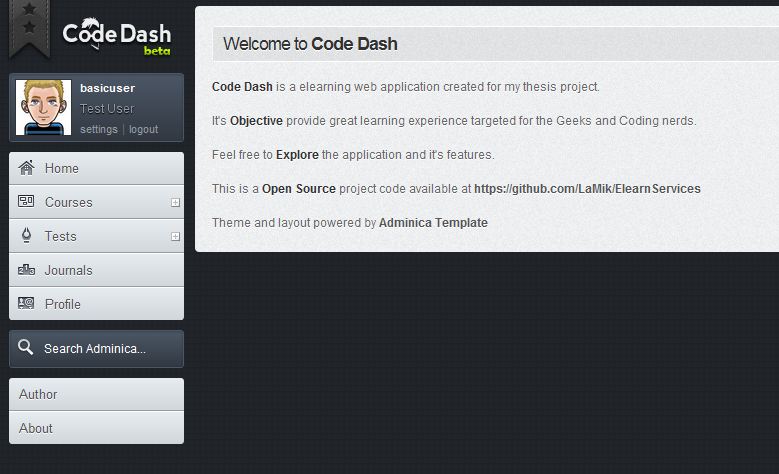 Code Dash
beta
basicuser
Test User
settings | logout
Home
Courses
Tests
Journals
Profile
Search Adminica...
Author
About
Welcome to Code Dash
Code Dash is a elearning web application created for my thesis project.
It's Objective provide great learning experience targeted for the Geeks and Coding nerds.
Feel free to Explore the application and it's features.
This is a Open Source project code available at https://github.com/LaMik/ElearnServices
Theme and layout powered by Adminica Template